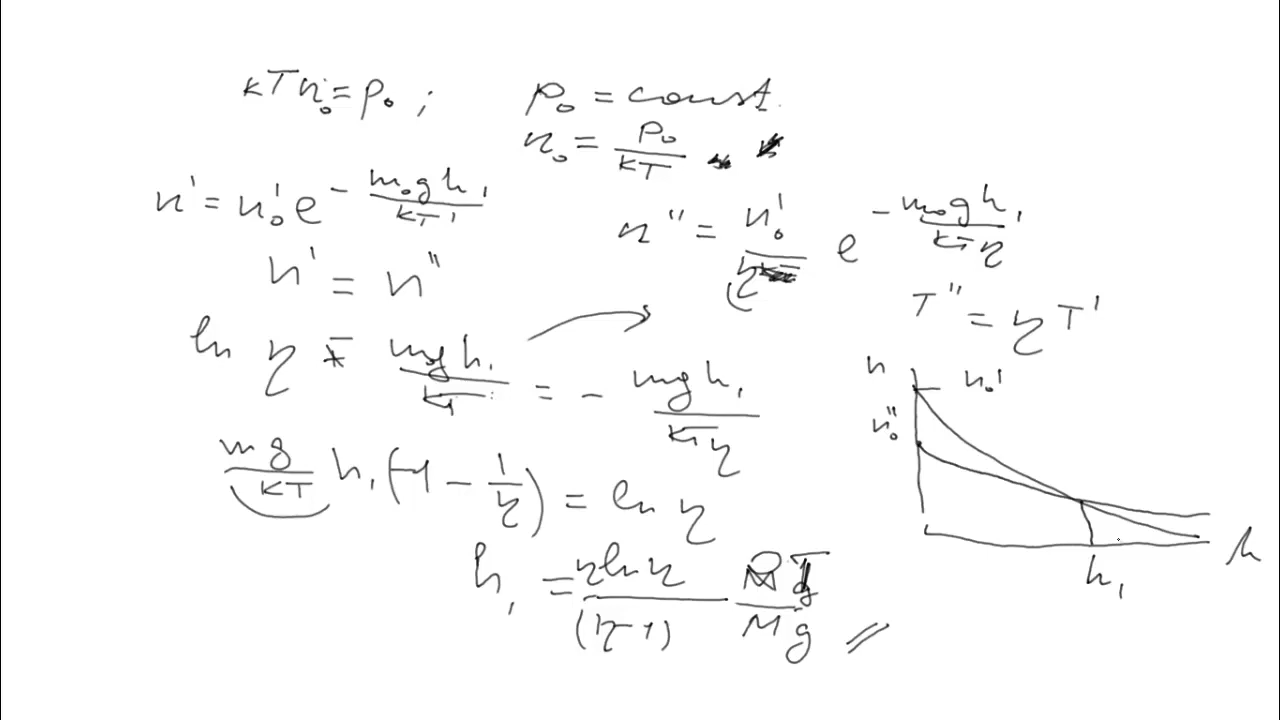 kTn₀ = p₀ ; p₀ = const.
n₀ = p₀/kT
n' = n₀' e^(-m₀gh₁/kT')
n'' = n₀'/η e^(-m₀gh₁/kTη)
n' = n''
T'' = ηT'
ln η - mgh₁/kT = - mgh₁/kTη
mg/kT h₁(1 - 1/η) = ln η
h₁ = η ln η/(η-1) RT/Mg
n
n₀'
n₀''
h₁
h